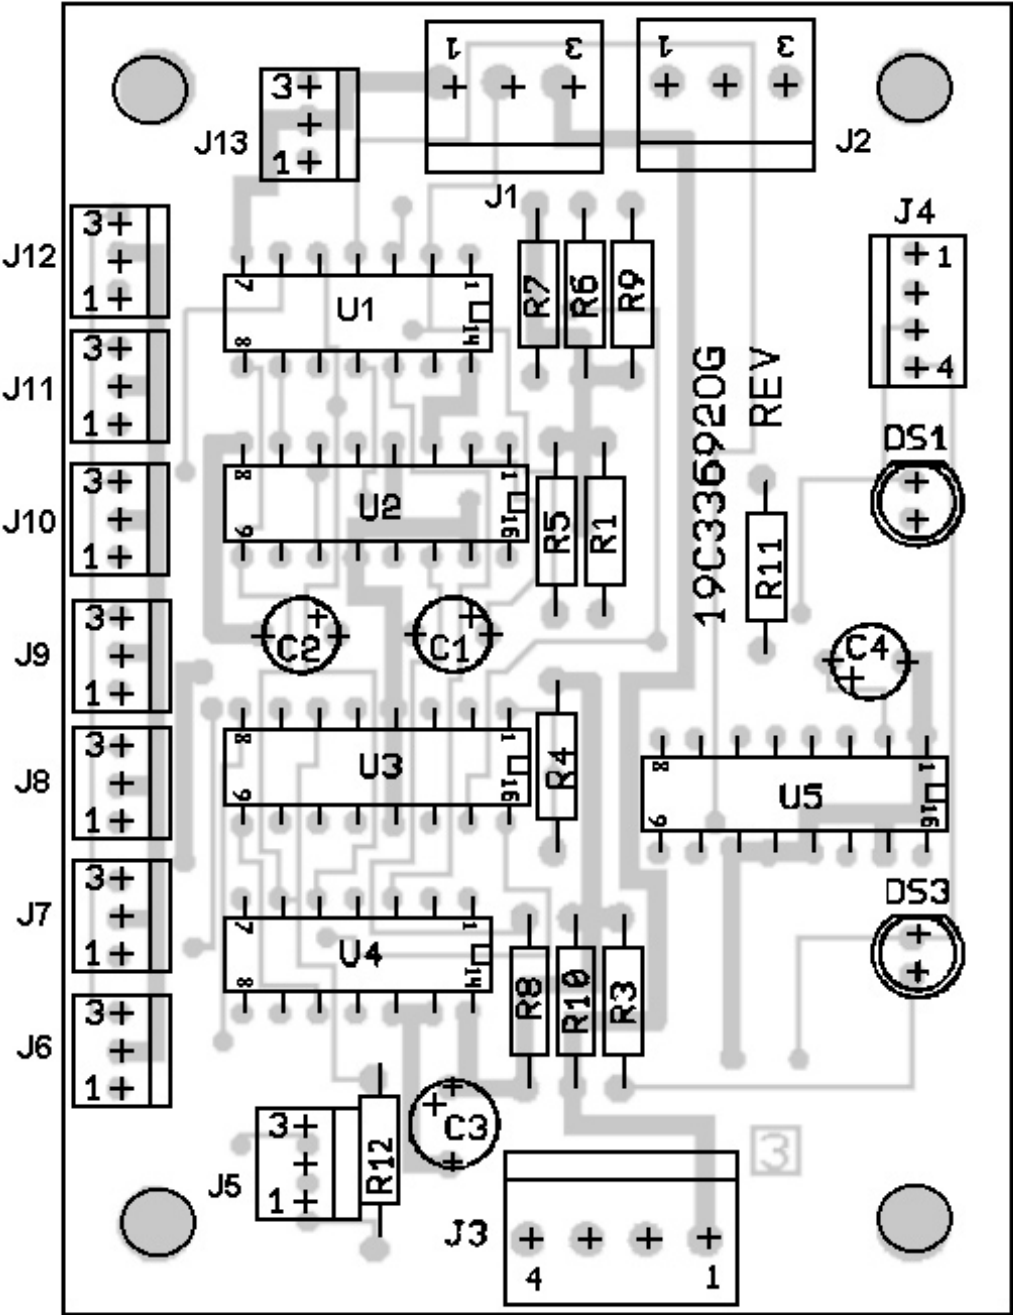 1 3
1 3
3
J13
1
J2
J1
3
J12
1
J4
1
4
7 1
U1
8 14
R7
R6
R9
3
J11
1
19C336920G
REV
DS1
8 1
U2
9 16
3
J10
1
R5
R1
R11
C2
C1
3
J9
1
C4
8 1
U3
9 16
R4
3
J8
1
8 1
U5
9 16
3
J7
1
DS3
7 1
U4
8 14
R8
R10
R3
3
J6
1
C3
3
J5
1
R12
3
J3
4 1